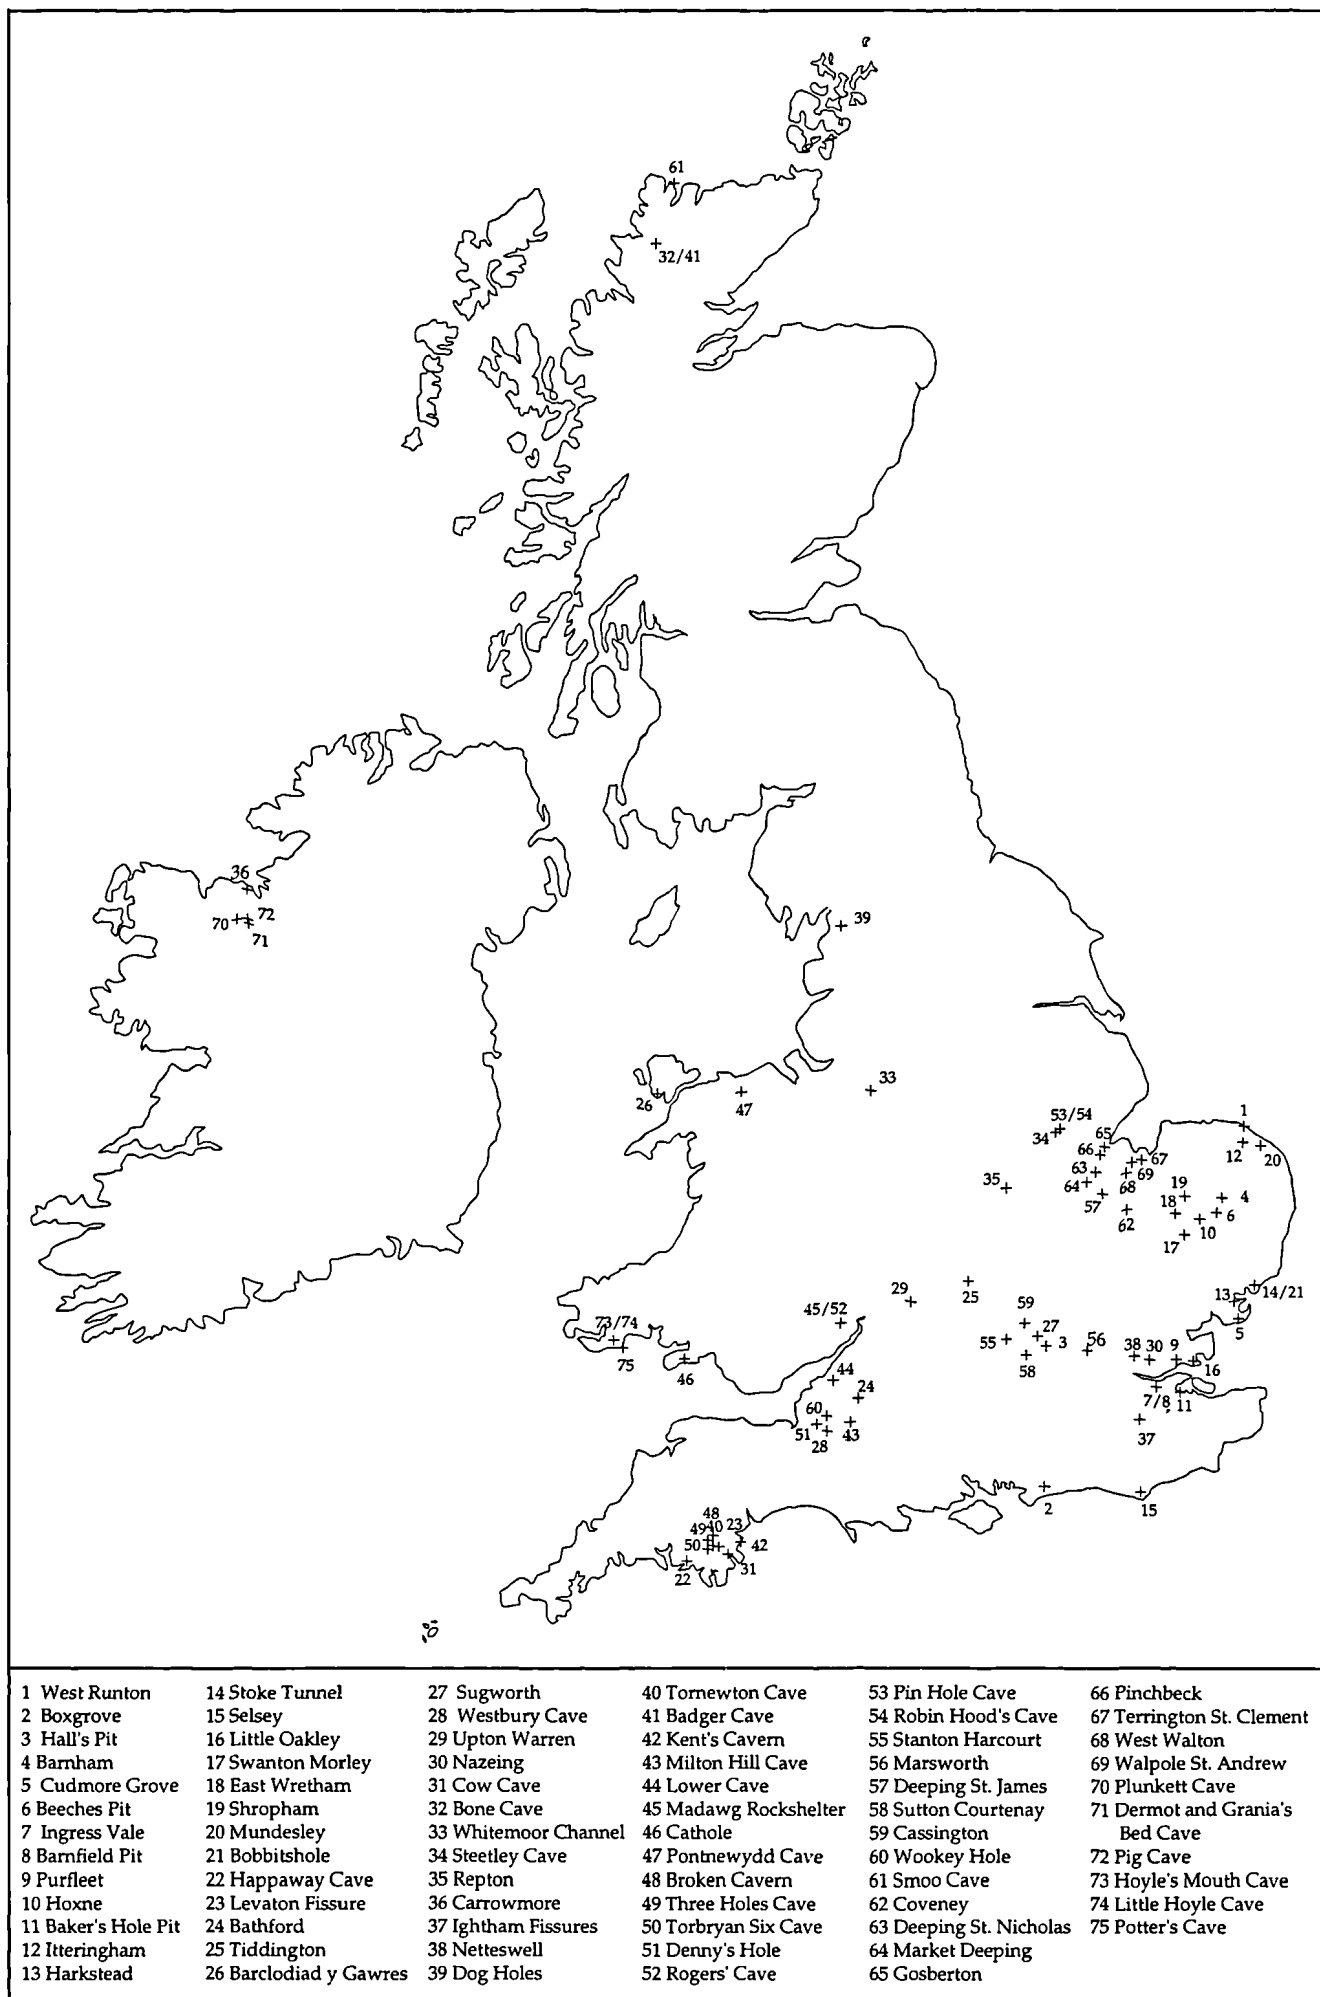 61
32/41
36
72
70
71
39
33
26
47
53/54
34
65
66
1
12
20
67
63
69
68
64
35
57
19
4
18
6
62
10
17
29
25
59
45/52
13
14/21
5
73/74
27
55
3
56
38
30
9
75
58
46
16
44
24
7/8
11
60
51
43
28
37
2
15
48
49
40
23
50
42
22
31
1 West Runton
2 Boxgrove
3 Hall's Pit
4 Barnham
5 Cudmore Grove
6 Beeches Pit
7 Ingress Vale
8 Barnfield Pit
9 Purfleet
10 Hoxne
11 Baker's Hole Pit
12 Itteringham
13 Harkstead
14 Stoke Tunnel
15 Selsey
16 Little Oakley
17 Swanton Morley
18 East Wretham
19 Shropham
20 Mundesley
21 Bobbitshole
22 Happaway Cave
23 Levaton Fissure
24 Bathford
25 Tiddington
26 Barclodiad y Gawres
27 Sugworth
28 Westbury Cave
29 Upton Warren
30 Nazeing
31 Cow Cave
32 Bone Cave
33 Whitemoor Channel
34 Steetley Cave
35 Repton
36 Carrowmore
37 Ightham Fissures
38 Netteswell
39 Dog Holes
40 Tornewton Cave
41 Badger Cave
42 Kent's Cavern
43 Milton Hill Cave
44 Lower Cave
45 Madawg Rockshelter
46 Cathole
47 Pontnewydd Cave
48 Broken Cavern
49 Three Holes Cave
50 Torbryan Six Cave
51 Denny's Hole
52 Rogers' Cave
53 Pin Hole Cave
54 Robin Hood's Cave
55 Stanton Harcourt
56 Marsworth
57 Deeping St. James
58 Sutton Courtenay
59 Cassington
60 Wookey Hole
61 Smoo Cave
62 Coveney
63 Deeping St. Nicholas
64 Market Deeping
65 Gosberton
66 Pinchbeck
67 Terrington St. Clement
68 West Walton
69 Walpole St. Andrew
70 Plunkett Cave
71 Dermot and Grania's
Bed Cave
72 Pig Cave
73 Hoyle's Mouth Cave
74 Little Hoyle Cave
75 Potter's Cave